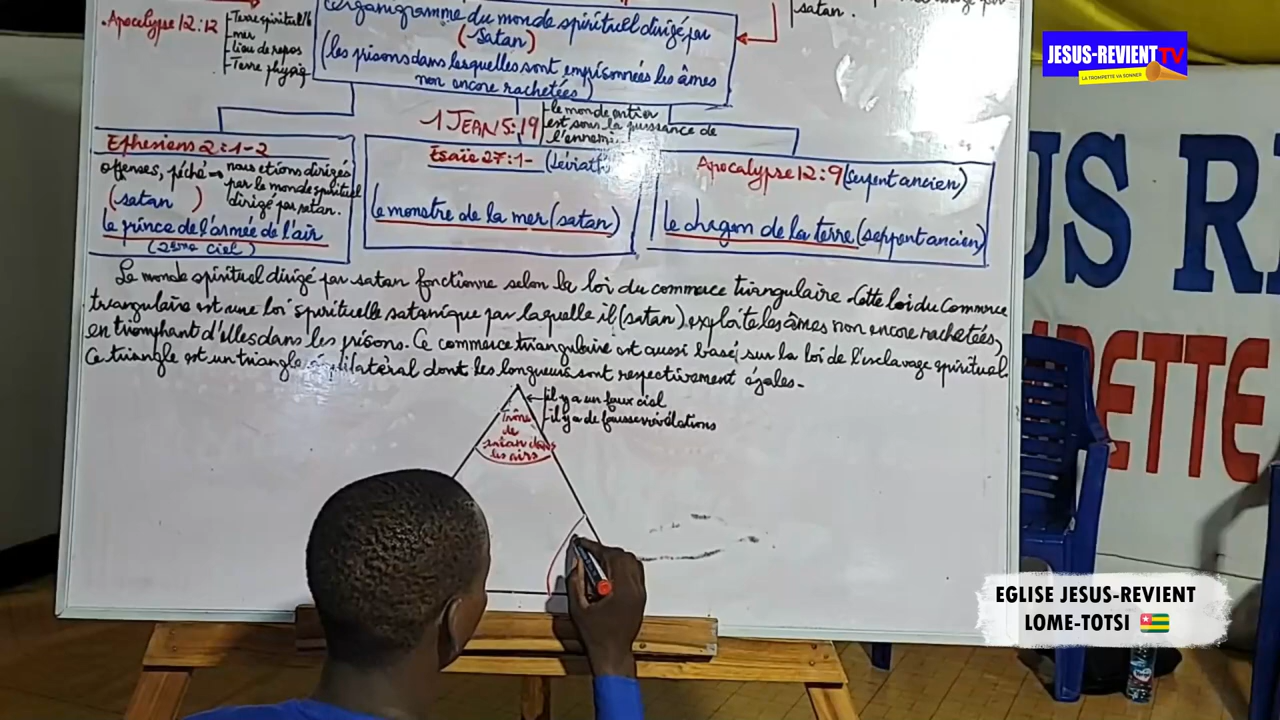 satan.
Apocalypse 12:12
Terre spirituelle
mer
lieu de repos
Terre physiq
l'organigramme du monde spirituel dirigé par
(Satan)
(les prisons dans lesquelles sont emprisonnées les âmes
non encore rachetées)
JESUS-REVIENT TV
LA TROMPETTE VA SONNER
1 JEAN 5:19
le monde entier
est sous la puissance de
l'ennemi
Ephesiens 2:1-2
offenses, péché → nous etions dirigés
par le monde spirituel
dirigé par satan.
(satan)
le prince de l'armée de l'air
(2ème ciel)
Esaïe 27:1- (Léviath
le monstre de la mer (satan)
Apocalypse 12:9 (serpent ancien)
le dragon de la terre (serpent ancien)
Le monde spirituel dirigé par satan fonctionne selon la loi du commerce triangulaire. Cette loi du Commerce
triangulaire est une loi spirituelle satanique par laquelle il (satan) exploite les âmes non encore rachetées,
en triomphant d'elles dans les prisons. Ce commerce triangulaire est aussi basé sur la loi de l'esclavage spirituel.
Ce triangle est un triangle équilatéral dont les longueurs sont respectivement égales-
il y a un faux ciel
il y a de fausses révélations
Trône
de
satan dans
les airs
US RE
PETTE
EGLISE JESUS-REVIENT
LOME-TOTSI